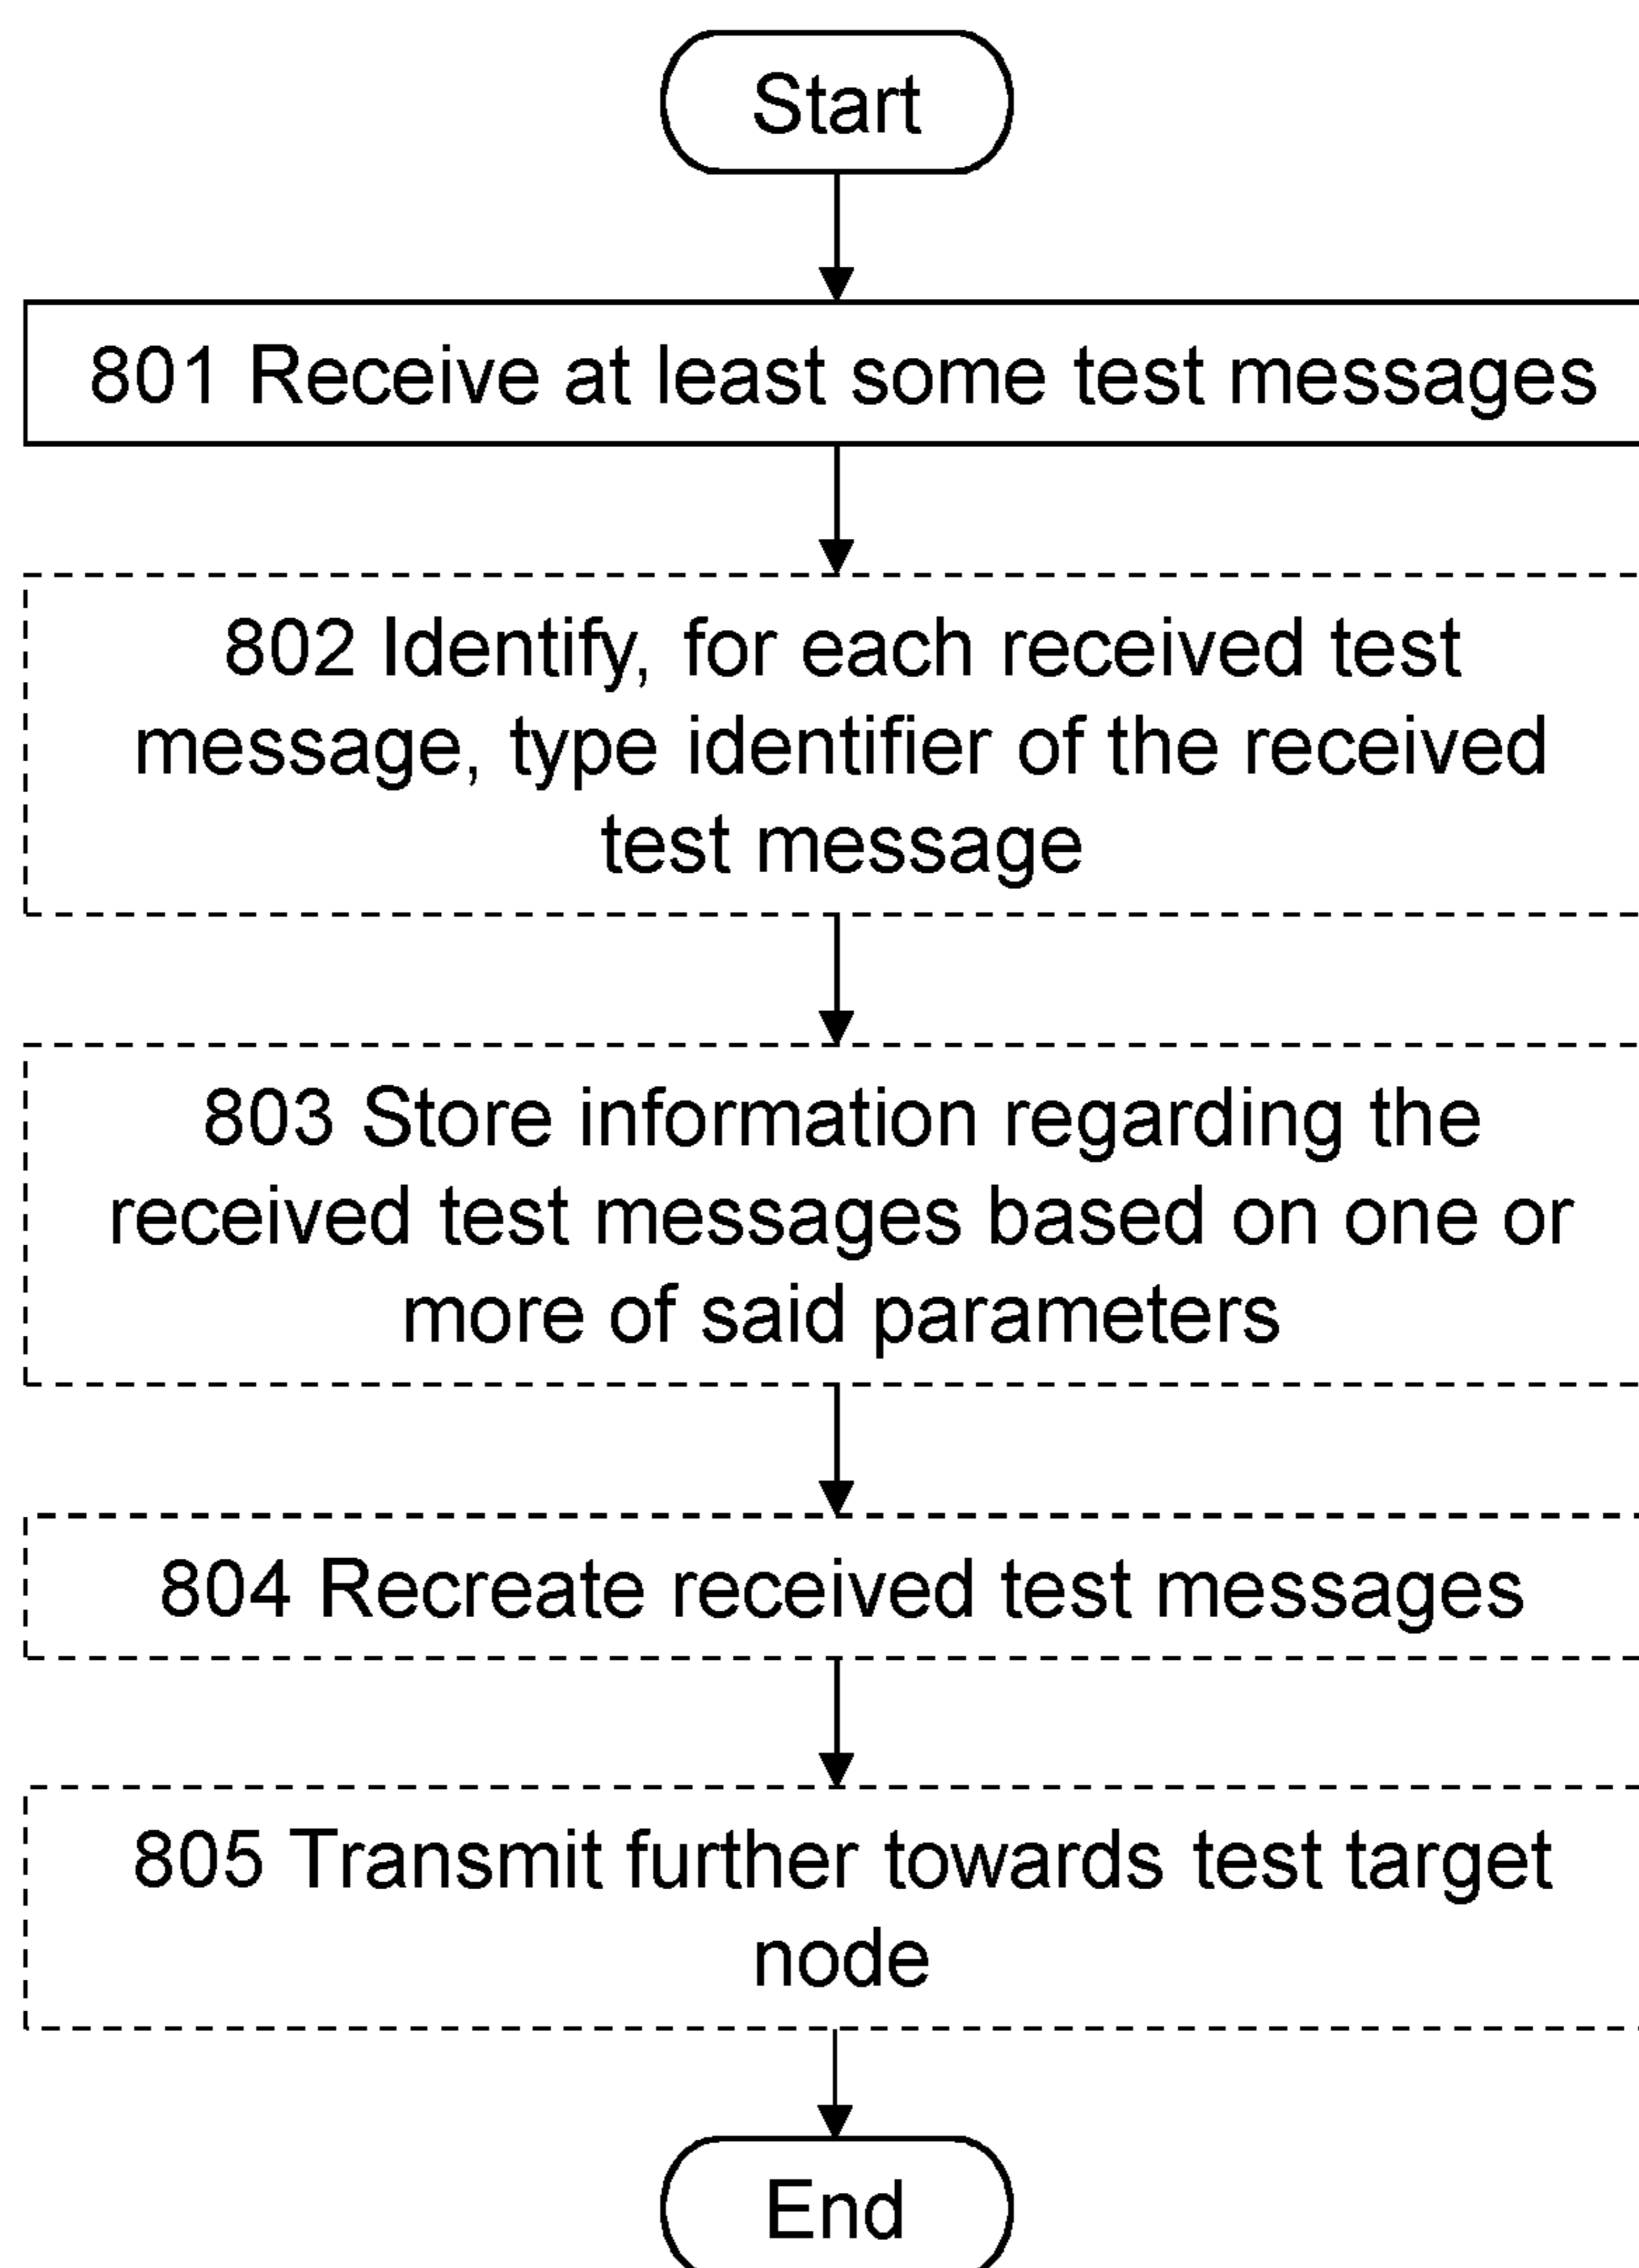 Start
801 Receive at least some test messages
802 Identify, for each received test
message, type identifier of the received
test message
803 Store information regarding the
received test messages based on one or
more of said parameters
804 Recreate received test messages
805 Transmit further towards test target
node
End